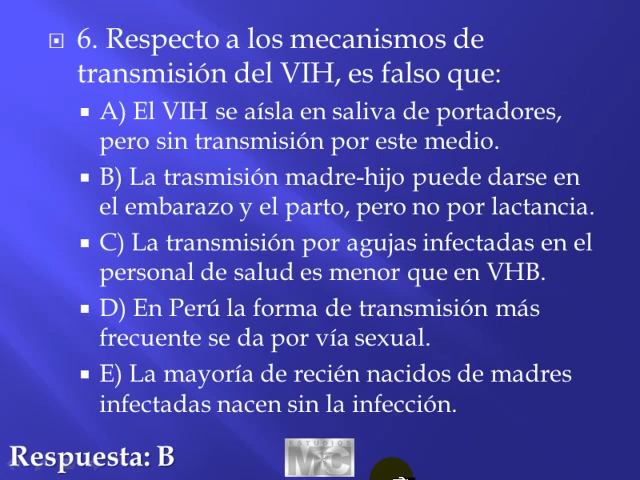 6. Respecto a los mecanismos de
transmisión del VIH, es falso que:
A) El VIH se aísla en saliva de portadores,
pero sin transmisión por este medio.
B) La trasmisión madre-hijo puede darse en
el embarazo y el parto, pero no por lactancia.
C) La transmisión por agujas infectadas en el
personal de salud es menor que en VHB.
D) En Perú la forma de transmisión más
frecuente se da por vía sexual.
E) La mayoría de recién nacidos de madres
infectadas nacen sin la infección.
Respuesta: B
ESTUDIOS
MC